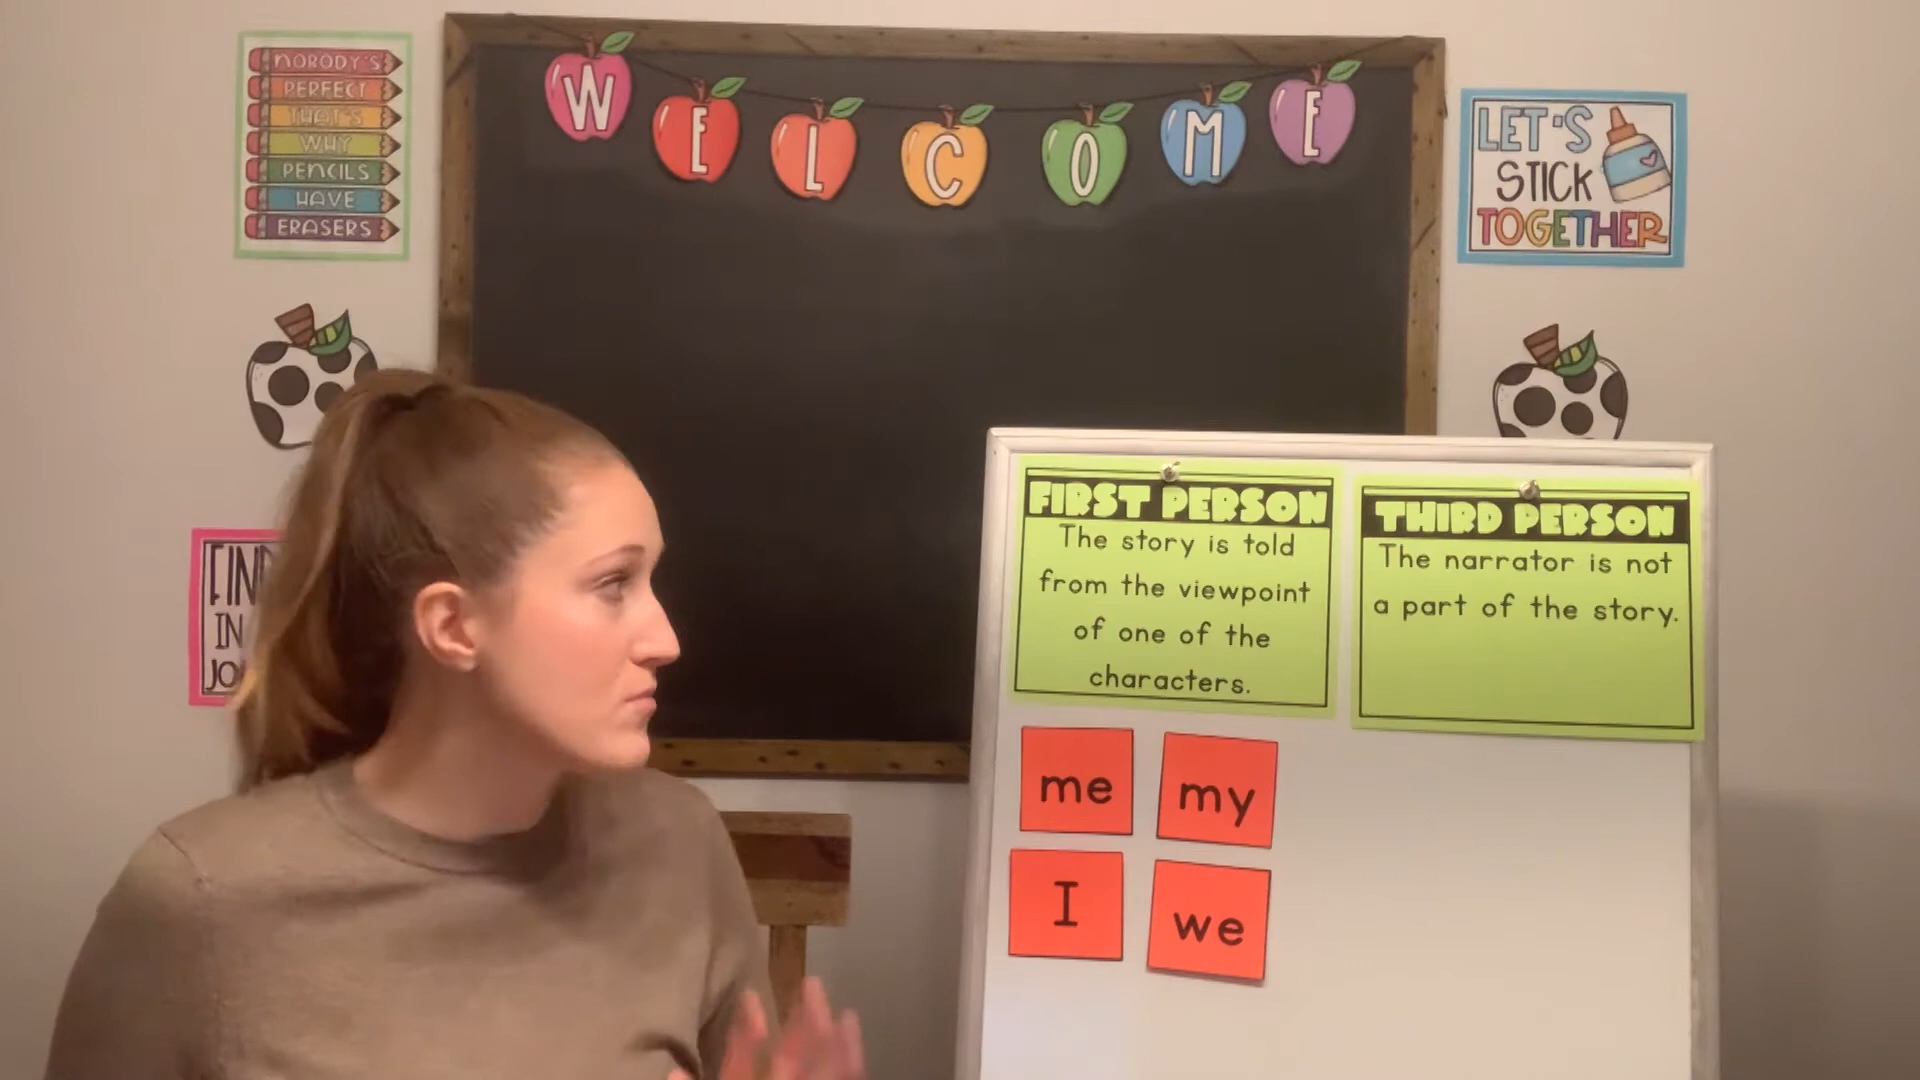 NOBODY'S
PERFECT
THAT'S
WHY
PENCILS
HAVE
ERASERS
WELCOME
LET'S
STICK
TOGETHER
FIND
IN
FIRST PERSON
The story is told
from the viewpoint
of one of the
characters.
THIRD PERSON
The narrator is not
a part of the story.
me my
I we